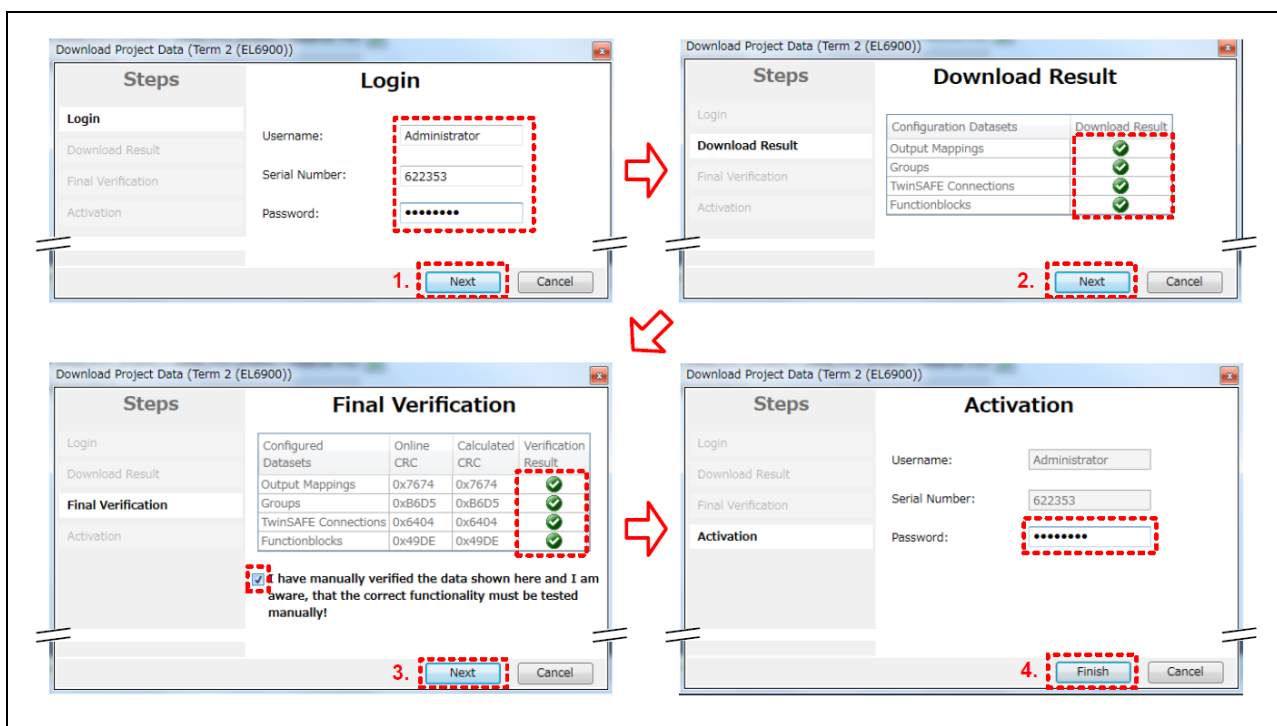 Download Project Data (Term 2 (EL6900))
Steps
Login
Login
Download Result
Final Verification
Activation
Username:
Administrator
Serial Number:
622353
Password:
••••••••
1.
Next
Cancel
Download Project Data (Term 2 (EL6900))
Steps
Download Result
Login
Download Result
Final Verification
Activation
Configuration Datasets Download Result
Output Mappings
Groups
TwinSAFE Connections
Functionblocks
2.
Next
Cancel
Download Project Data (Term 2 (EL6900))
Steps
Final Verification
Login
Download Result
Final Verification
Activation
Configured Online Calculated Verification
Datasets CRC CRC Result
Output Mappings 0x7674 0x7674
Groups 0xB6D5 0xB6D5
TwinSAFE Connections 0x6404 0x6404
Functionblocks 0x49DE 0x49DE
I have manually verified the data shown here and I am
aware, that the correct functionality must be tested
manually!
3.
Next
Cancel
Download Project Data (Term 2 (EL6900))
Steps
Activation
Login
Download Result
Final Verification
Activation
Username:
Administrator
Serial Number:
622353
Password:
••••••••
4.
Finish
Cancel